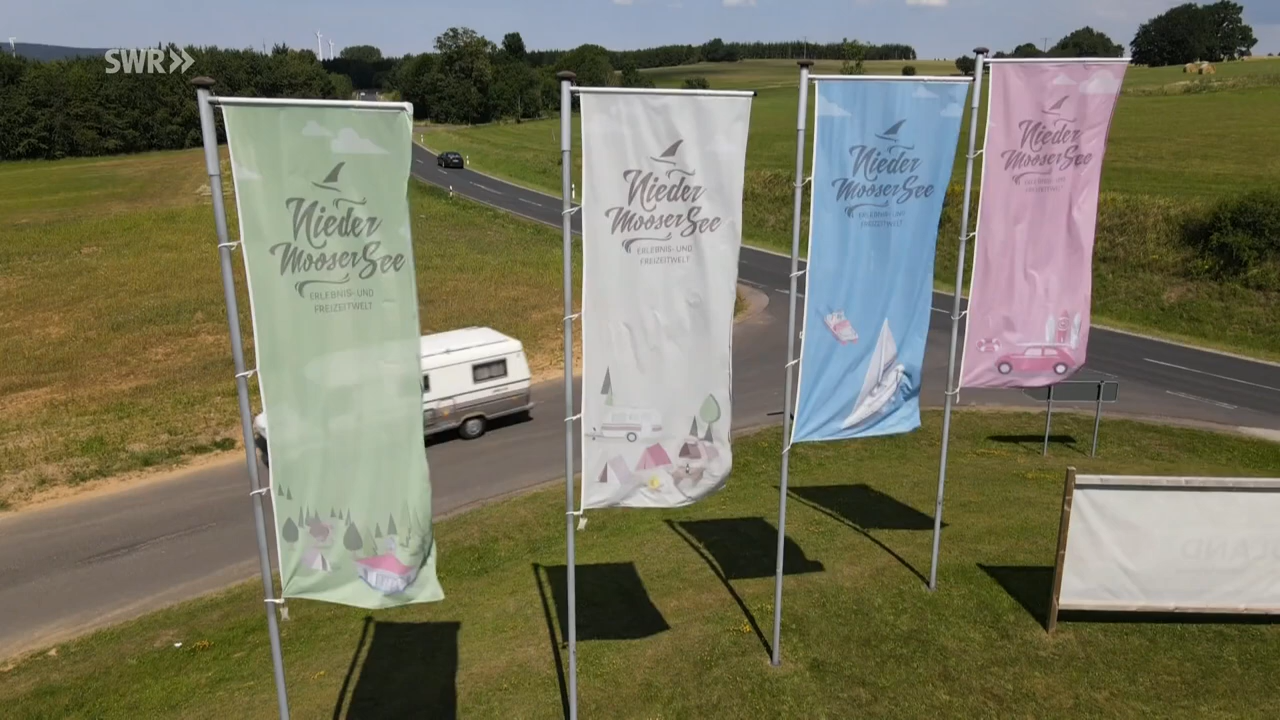 SWR
Nieder
Mooser See
ERLEBNIS- UND
FREIZEITWELT
Nieder
Mooser See
ERLEBNIS- UND
FREIZEITWELT
Nieder
Mooser See
ERLEBNIS- UND
FREIZEITWELT
Nieder
Mooser See
ERLEBNIS- UND
FREIZEITWELT